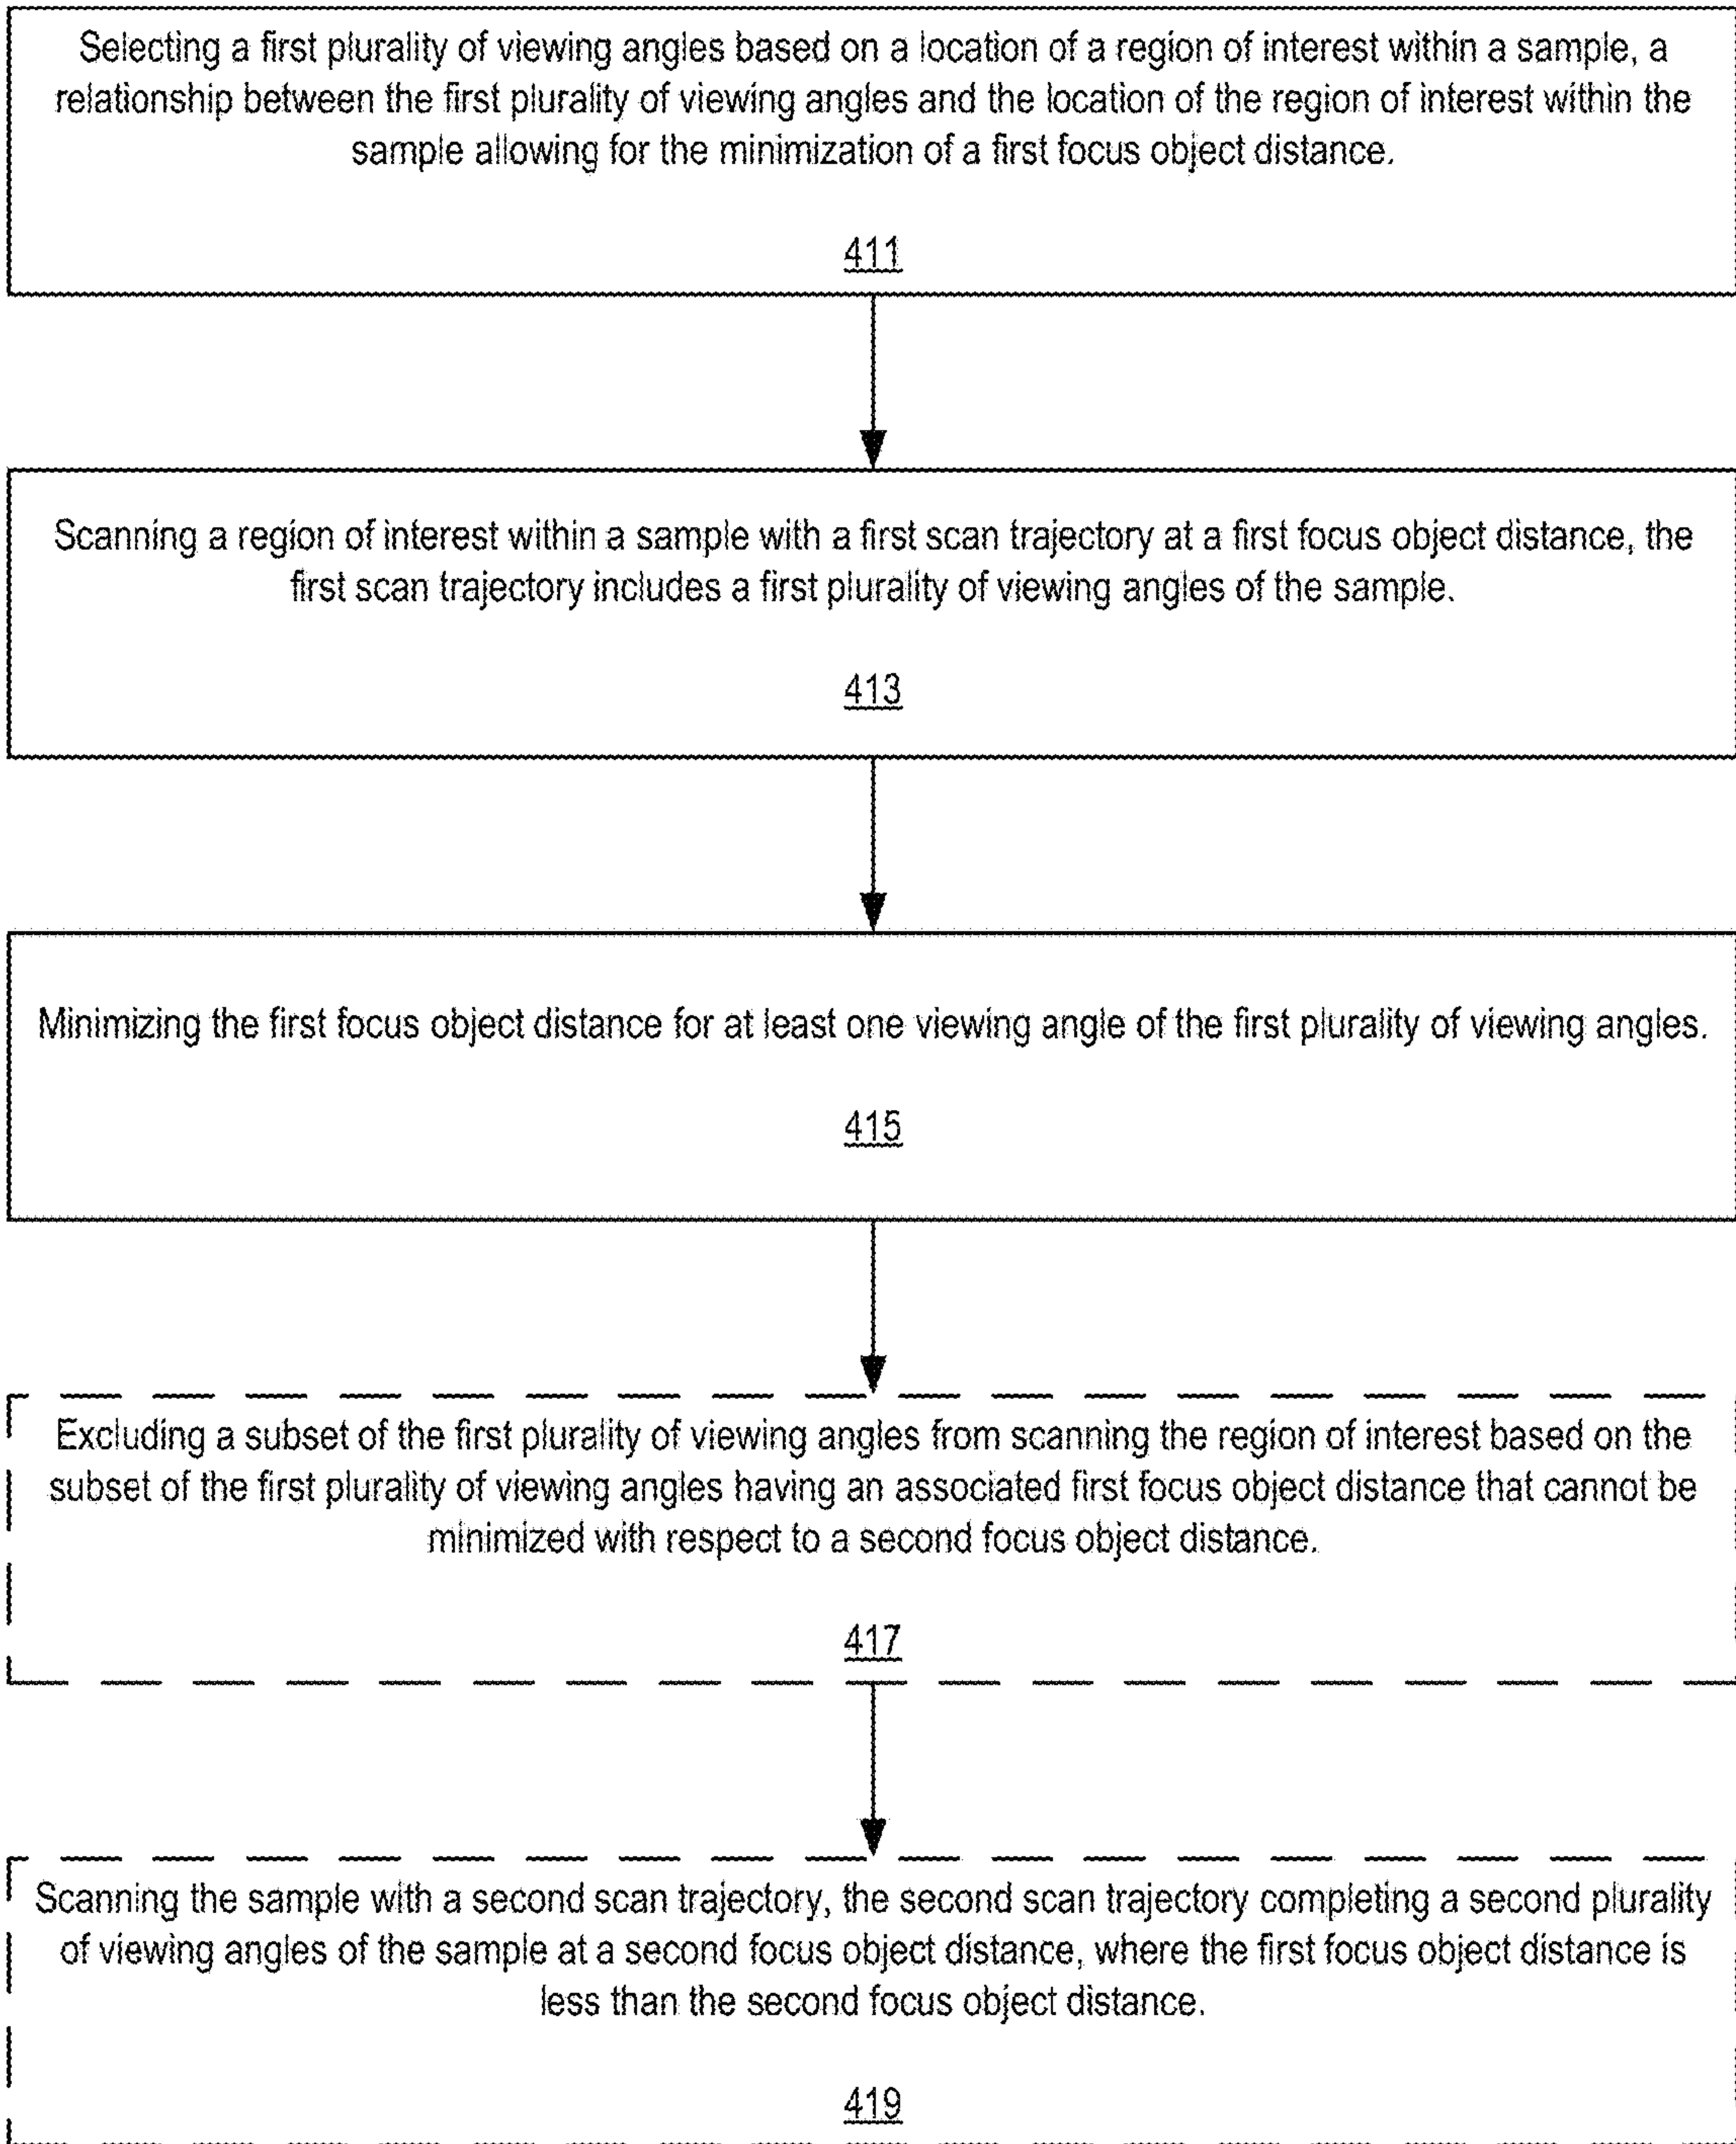 Selecting a first plurality of viewing angles based on a location of a region of interest within a sample, a
relationship between the first plurality of viewing angles and the location of the region of interest within the
sample allowing for the minimization of a first focus object distance.
411
Scanning a region of interest within a sample with a first scan trajectory at a first focus object distance, the
first scan trajectory includes a first plurality of viewing angles of the sample.
413
Minimizing the first focus object distance for at least one viewing angle of the first plurality of viewing angles.
415
Excluding a subset of the first plurality of viewing angles from scanning the region of interest based on the
subset of the first plurality of viewing angles having an associated first focus object distance that cannot be
minimized with respect to a second focus object distance.
417
Scanning the sample with a second scan trajectory, the second scan trajectory completing a second plurality
of viewing angles of the sample at a second focus object distance, where the first focus object distance is
less than the second focus object distance.
419